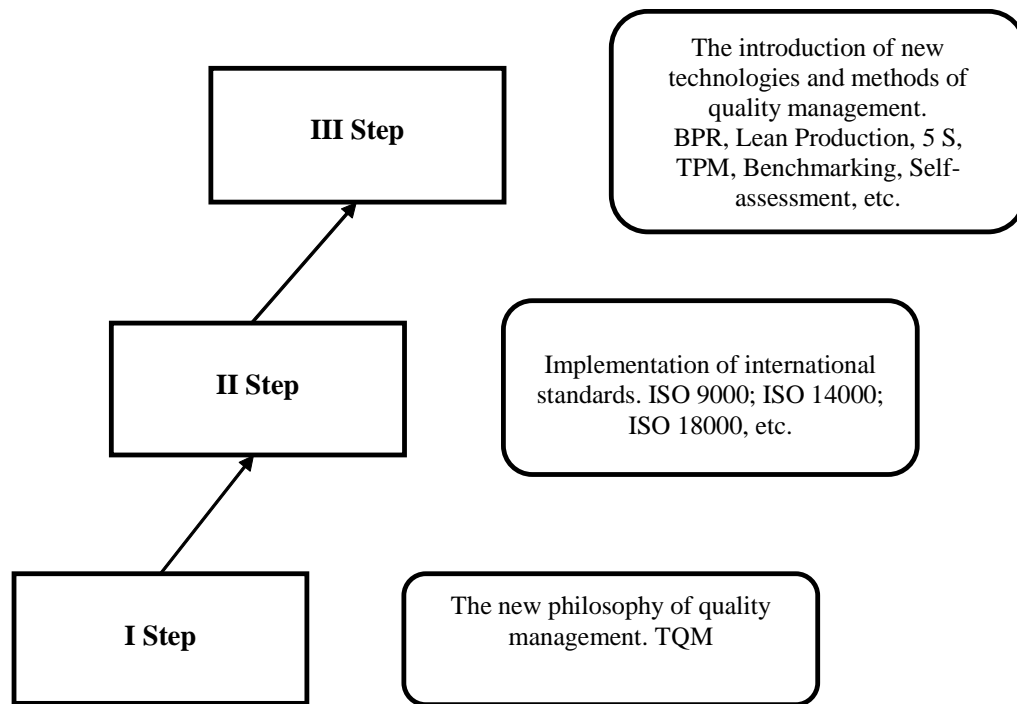 III Step
The introduction of new
technologies and methods of
quality management.
BPR, Lean Production, 5 S,
TPM, Benchmarking, Self-
assessment, etc.
II Step
Implementation of international
standards. ISO 9000; ISO 14000;
ISO 18000, etc.
I Step
The new philosophy of quality
management. TQM